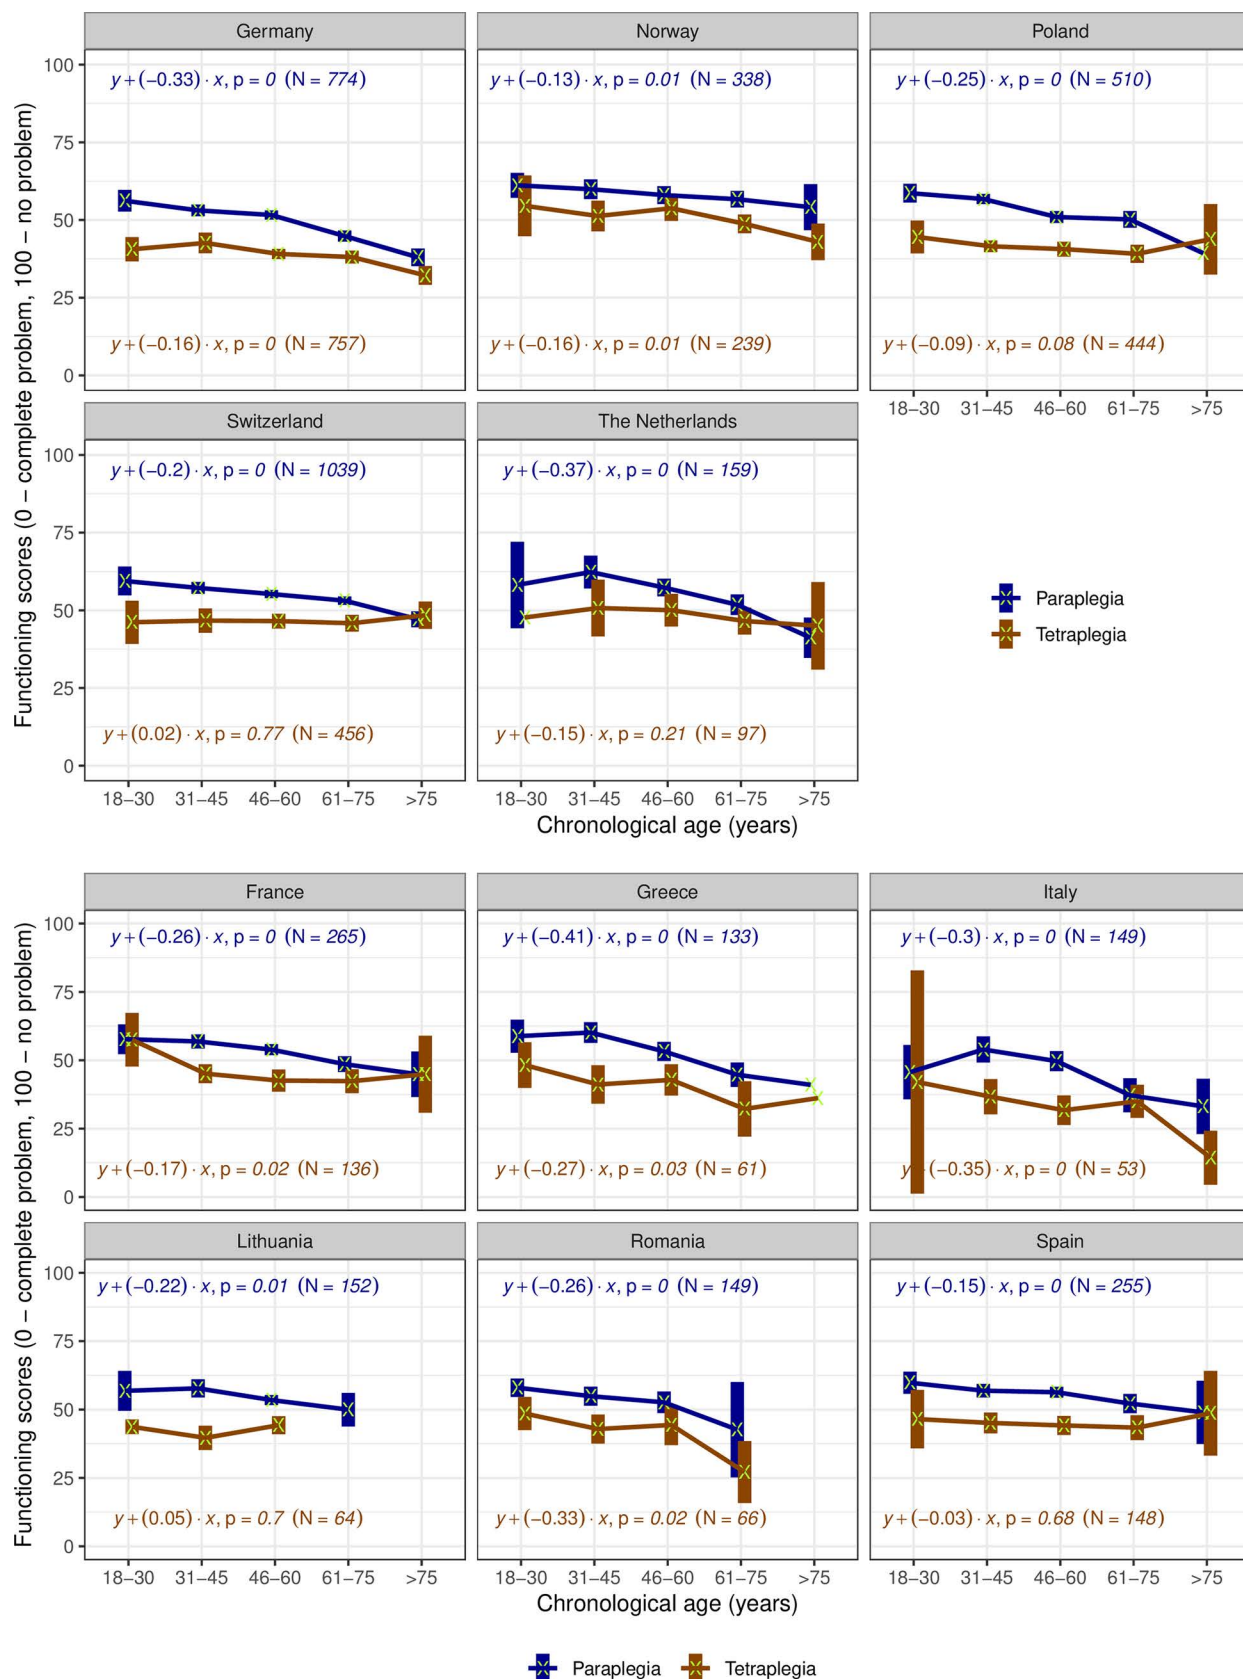 Germany
Norway
Poland
Functioning scores (0 − complete problem, 100 − no problem)
100
75
50
25
0
y+(−0.33)·x, p = 0 (N = 774)
y+(−0.13)·x, p = 0.01 (N = 338)
y+(−0.25)·x, p = 0 (N = 510)
y+(−0.16)·x, p = 0 (N = 757)
y+(−0.16)·x, p = 0.01 (N = 239)
y+(−0.09)·x, p = 0.08 (N = 444)
18−30 31−45 46−60 61−75 >75
Switzerland
The Netherlands
100
75
50
25
0
y+(−0.2)·x, p = 0 (N = 1039)
y+(−0.37)·x, p = 0 (N = 159)
Paraplegia
Tetraplegia
y+(0.02)·x, p = 0.77 (N = 456)
y+(−0.15)·x, p = 0.21 (N = 97)
18−30 31−45 46−60 61−75 >75
18−30 31−45 46−60 61−75 >75
Chronological age (years)
France
Greece
Italy
Functioning scores (0 − complete problem, 100 − no problem)
100
75
50
25
0
y+(−0.26)·x, p = 0 (N = 265)
y+(−0.41)·x, p = 0 (N = 133)
y+(−0.3)·x, p = 0 (N = 149)
y+(−0.17)·x, p = 0.02 (N = 136)
y+(−0.27)·x, p = 0.03 (N = 61)
y+(−0.35)·x, p = 0 (N = 53)
Lithuania
Romania
Spain
100
75
50
25
0
y+(−0.22)·x, p = 0.01 (N = 152)
y+(−0.26)·x, p = 0 (N = 149)
y+(−0.15)·x, p = 0 (N = 255)
y+(0.05)·x, p = 0.7 (N = 64)
y+(−0.33)·x, p = 0.02 (N = 66)
y+(−0.03)·x, p = 0.68 (N = 148)
18−30 31−45 46−60 61−75 >75
18−30 31−45 46−60 61−75 >75
18−30 31−45 46−60 61−75 >75
Chronological age (years)
Paraplegia
Tetraplegia